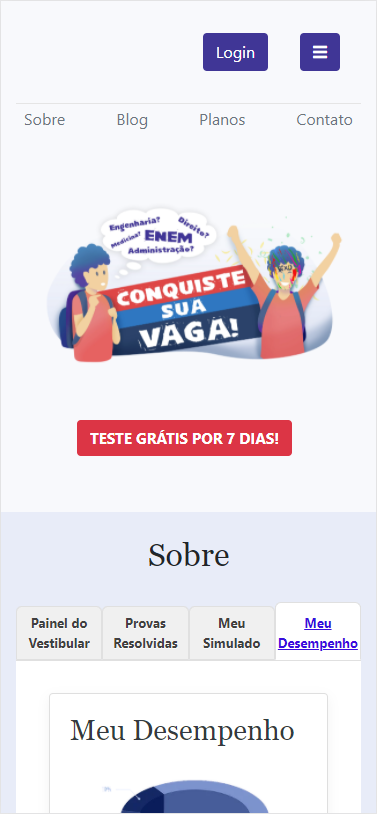 Login
Sobre Blog Planos Contato
Engenharia? Direito?
Medicina? ENEM
Administração?
CONQUISTE
SUA
VAGA!
TESTE GRÁTIS POR 7 DIAS!
Sobre
Painel do Vestibular
Provas Resolvidas
Meu Simulado
Meu Desempenho
Meu Desempenho